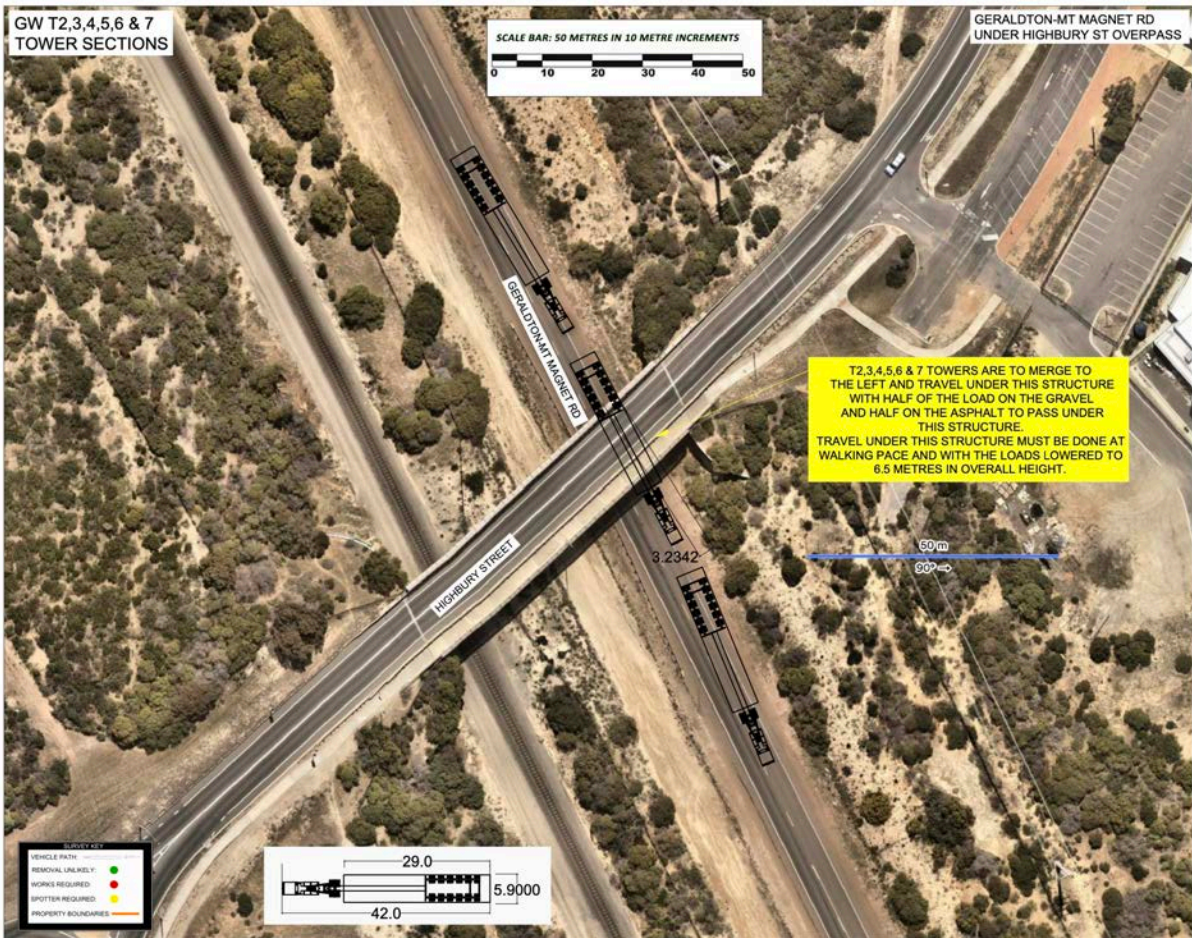 GW T2,3,4,5,6 & 7
TOWER SECTIONS
SCALE BAR: 50 METRES IN 10 METRE INCREMENTS
0 10 20 30 40 50
GERALDTON-MT MAGNET RD
UNDER HIGHBURY ST OVERPASS
GERALDTON-MT MAGNET RD
T2,3,4,5,6 & 7 TOWERS ARE TO MERGE TO
THE LEFT AND TRAVEL UNDER THIS STRUCTURE
WITH HALF OF THE LOAD ON THE GRAVEL
AND HALF ON THE ASPHALT TO PASS UNDER
THIS STRUCTURE.
TRAVEL UNDER THIS STRUCTURE MUST BE DONE AT
WALKING PACE AND WITH THE LOADS LOWERED TO
6.5 METRES IN OVERALL HEIGHT.
HIGHBURY STREET
3.2342
50 m
90° →
SURVEY KEY
VEHICLE PATH:
REMOVAL UNLIKELY:
WORKS REQUIRED:
SPOTTER REQUIRED:
PROPERTY BOUNDARIES:
29.0
5.9000
42.0